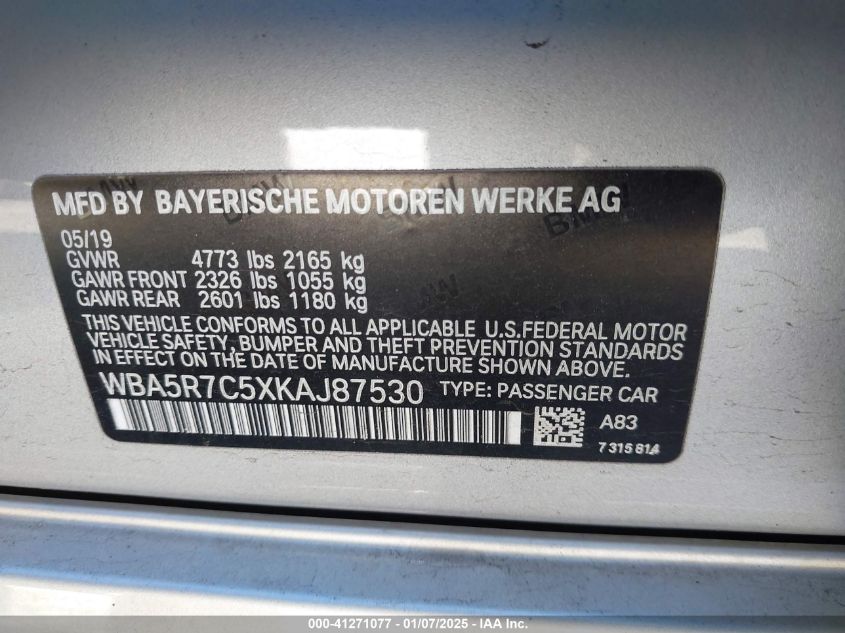 MFD BY BAYERISCHE MOTOREN WERKE AG
05/19
GVWR 4773 lbs 2165 kg
GAWR FRONT 2326 lbs 1055 kg
GAWR REAR 2601 lbs 1180 kg
THIS VEHICLE CONFORMS TO ALL APPLICABLE U.S.FEDERAL MOTOR
VEHICLE SAFETY, BUMPER AND THEFT PREVENTION STANDARDS
IN EFFECT ON THE DATE OF MANUFACTURE SHOWN ABOVE.
WBA5R7C5XKAJ87530 TYPE: PASSENGER CAR
A83
7315814
000-41271077 - 01/07/2025 - IAA Inc.